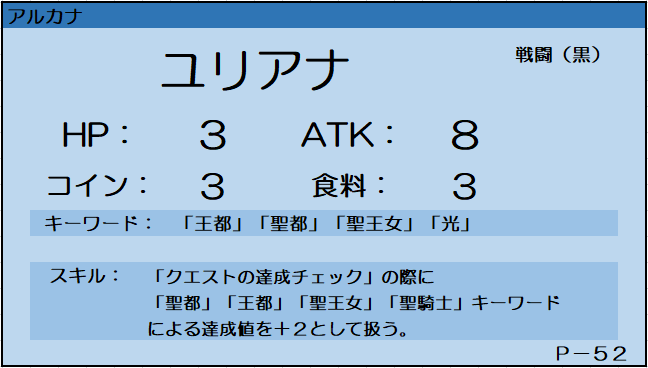 アルカナ
ユリアナ
戦闘（黒）
HP： 3 ATK： 8
コイン： 3 食料： 3
キーワード： 「王都」「聖都」「聖王女」「光」
スキル： 「クエストの達成チェック」の際に
「聖都」「王都」「聖王女」「聖騎士」キーワード
による達成値を＋２として扱う。
P－52